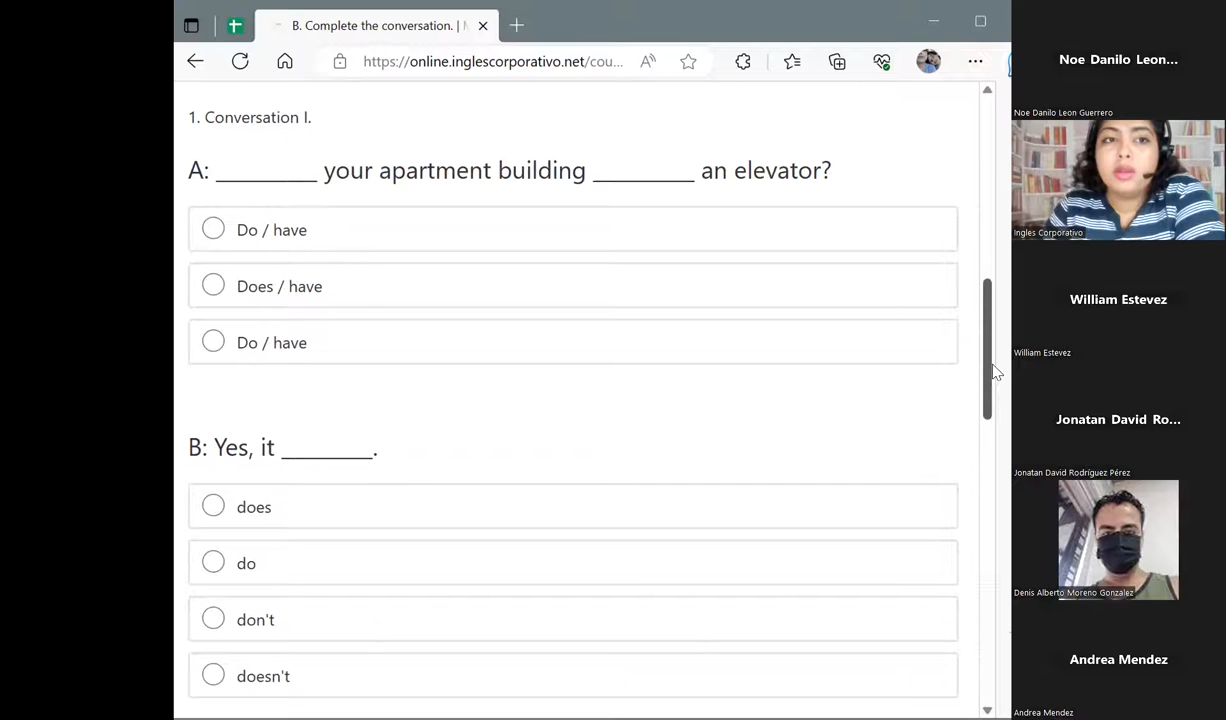 B. Complete the conversation. |
https://online.inglescorporativo.net/cou...
1. Conversation I.
A: _________ your apartment building _________ an elevator?
Do / have
Does / have
Do / have
B: Yes, it ________.
does
do
don't
doesn't
Noe Danilo Leon...
Noe Danilo Leon Guerrero
Ingles Corporativo
William Estevez
William Estevez
Jonatan David Ro...
Jonatan David Rodríguez Pérez
Denis Alberto Moreno Gonzalez
Andrea Mendez
Andrea Mendez